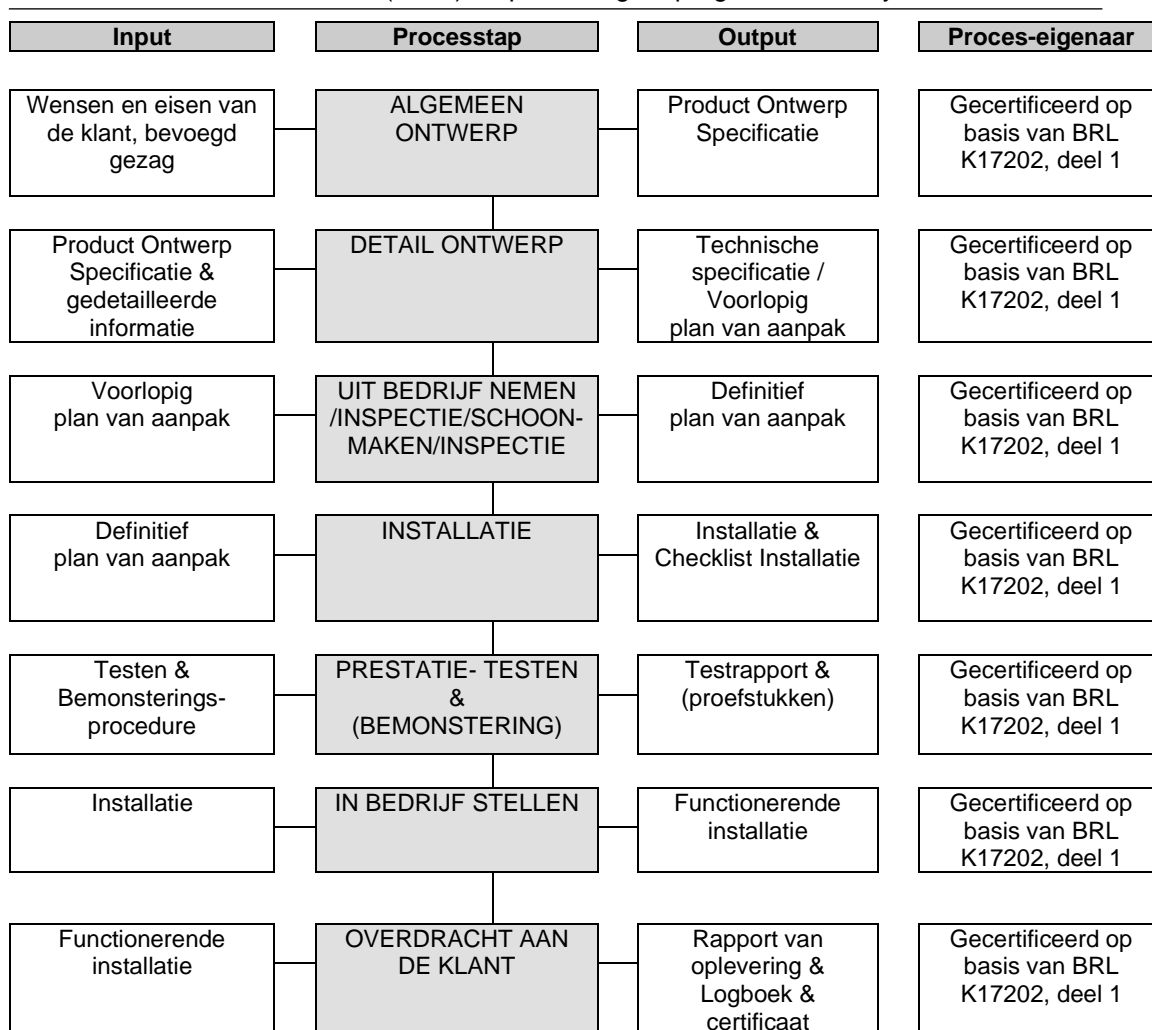 Input Processtap Output Proces-eigenaar
Wensen en eisen van
de klant, bevoegd
gezag
ALGEMEEN
ONTWERP
Product Ontwerp
Specificatie
Gecertificeerd op
basis van BRL
K17202, deel 1
Product Ontwerp
Specificatie &
gedetailleerde
informatie
DETAIL ONTWERP
Technische
specificatie /
Voorlopig
plan van aanpak
Gecertificeerd op
basis van BRL
K17202, deel 1
Voorlopig
plan van aanpak
UIT BEDRIJF NEMEN
/INSPECTIE/SCHOON-
MAKEN/INSPECTIE
Definitief
plan van aanpak
Gecertificeerd op
basis van BRL
K17202, deel 1
Definitief
plan van aanpak
INSTALLATIE
Installatie &
Checklist Installatie
Gecertificeerd op
basis van BRL
K17202, deel 1
Testen &
Bemonsterings-
procedure
PRESTATIE- TESTEN
&
(BEMONSTERING)
Testrapport &
(proefstukken)
Gecertificeerd op
basis van BRL
K17202, deel 1
Installatie
IN BEDRIJF STELLEN
Functionerende
installatie
Gecertificeerd op
basis van BRL
K17202, deel 1
Functionerende
installatie
OVERDRACHT AAN
DE KLANT
Rapport van
oplevering &
Logboek &
certificaat
Gecertificeerd op
basis van BRL
K17202, deel 1